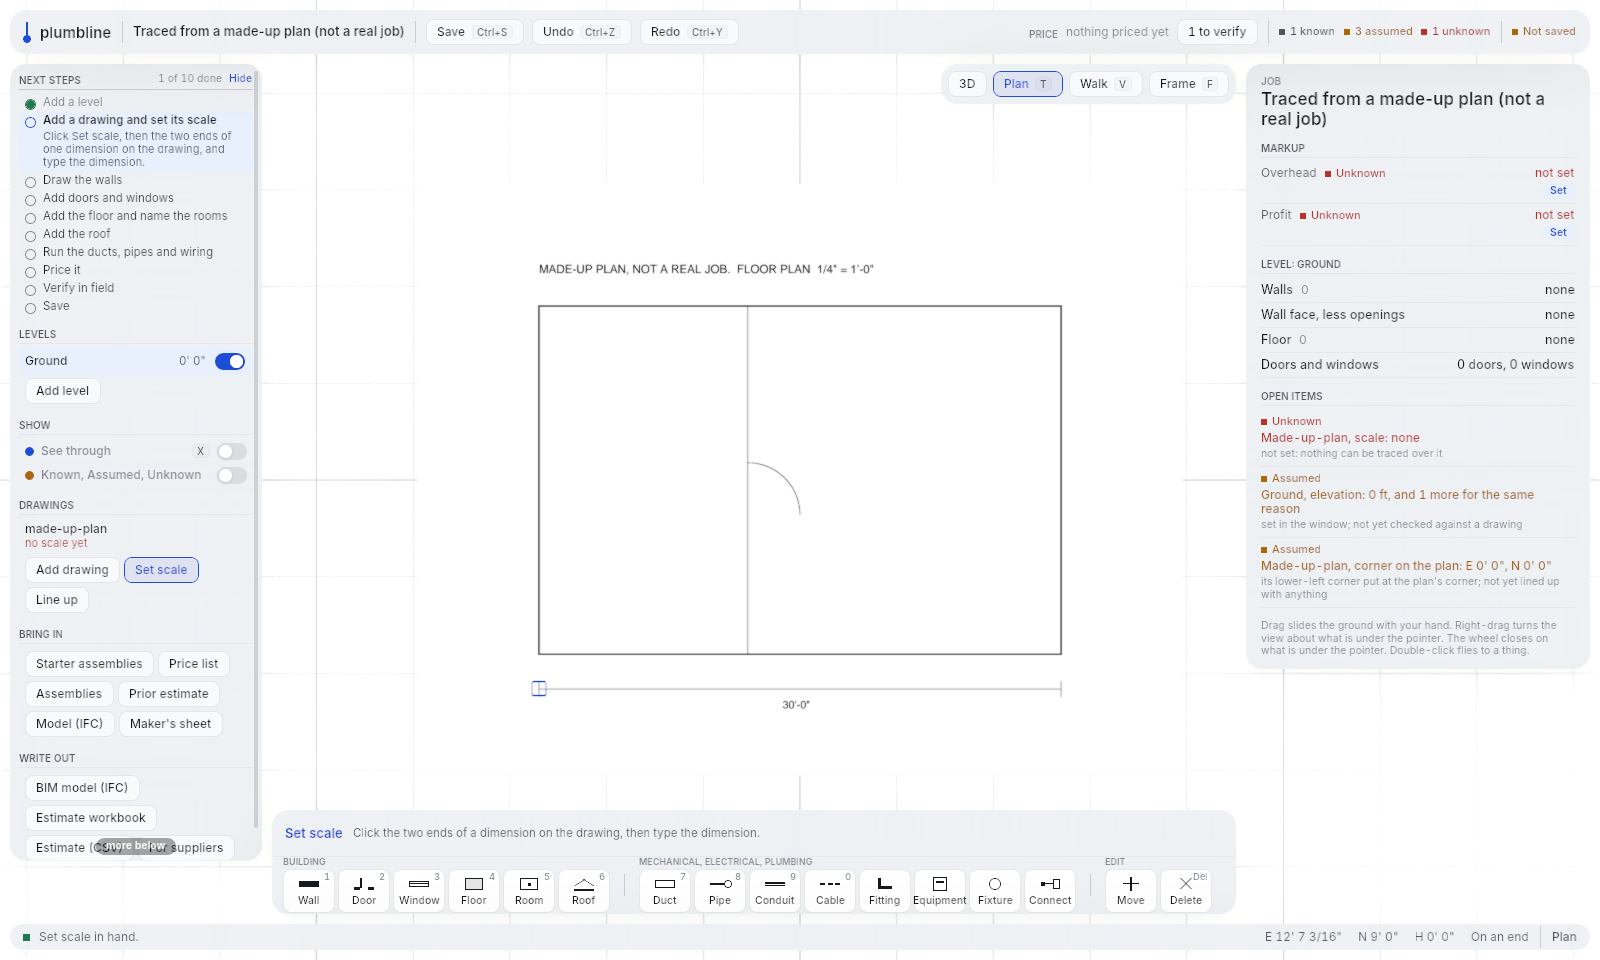 plumbline
Traced from a made-up plan (not a real job)
Save Ctrl+S
Undo Ctrl+Z
Redo Ctrl+Y
PRICE nothing priced yet
1 to verify
1 known
3 assumed
1 unknown
Not saved
NEXT STEPS
1 of 10 done Hide
Add a level
Add a drawing and set its scale
Click Set scale, then the two ends of
one dimension on the drawing, and
type the dimension.
Draw the walls
Add doors and windows
Add the floor and name the rooms
Add the roof
Run the ducts, pipes and wiring
Price it
Verify in field
Save
LEVELS
Ground 0' 0"
Add level
SHOW
See through X
Known, Assumed, Unknown
DRAWINGS
made-up-plan
no scale yet
Add drawing
Set scale
Line up
BRING IN
Starter assemblies
Price list
Assemblies
Prior estimate
Model (IFC)
Maker's sheet
WRITE OUT
BIM model (IFC)
Estimate workbook
Estimate (CSV)
more below
For suppliers
3D
Plan T
Walk V
Frame F
MADE-UP PLAN, NOT A REAL JOB. FLOOR PLAN 1/4" = 1'-0"
30'-0"
Set scale Click the two ends of a dimension on the drawing, then type the dimension.
BUILDING
1 Wall
2 Door
3 Window
4 Floor
5 Room
6 Roof
MECHANICAL, ELECTRICAL, PLUMBING
7 Duct
8 Pipe
9 Conduit
0 Cable
Fitting
Equipment
Fixture
Connect
EDIT
Move
Del Delete
JOB
Traced from a made-up plan (not a
real job)
MARKUP
Overhead Unknown not set
Set
Profit Unknown not set
Set
LEVEL: GROUND
Walls 0 none
Wall face, less openings none
Floor 0 none
Doors and windows 0 doors, 0 windows
OPEN ITEMS
Unknown
Made-up-plan, scale: none
not set: nothing can be traced over it
Assumed
Ground, elevation: 0 ft, and 1 more for the same
reason
set in the window; not yet checked against a drawing
Assumed
Made-up-plan, corner on the plan: E 0' 0", N 0' 0"
its lower-left corner put at the plan's corner; not yet lined up
with anything
Drag slides the ground with your hand. Right-drag turns the
view about what is under the pointer. The wheel closes on
what is under the pointer. Double-click flies to a thing.
Set scale in hand.
E 12' 7 3/16" N 9' 0" H 0' 0" On an end Plan